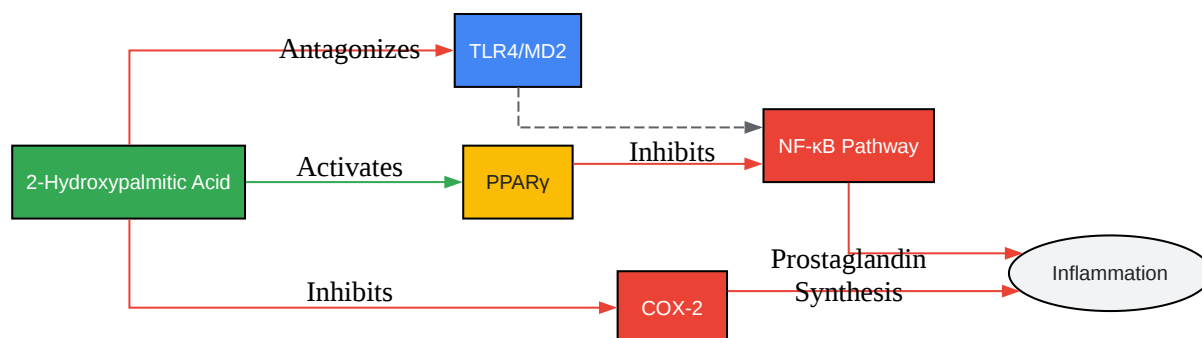 Antagonizes
TLR4/MD2
NF-κB Pathway
Inhibits
2-Hydroxypalmitic Acid
Activates
PPARγ
Prostaglandin
Synthesis
Inflammation
Inhibits
COX-2